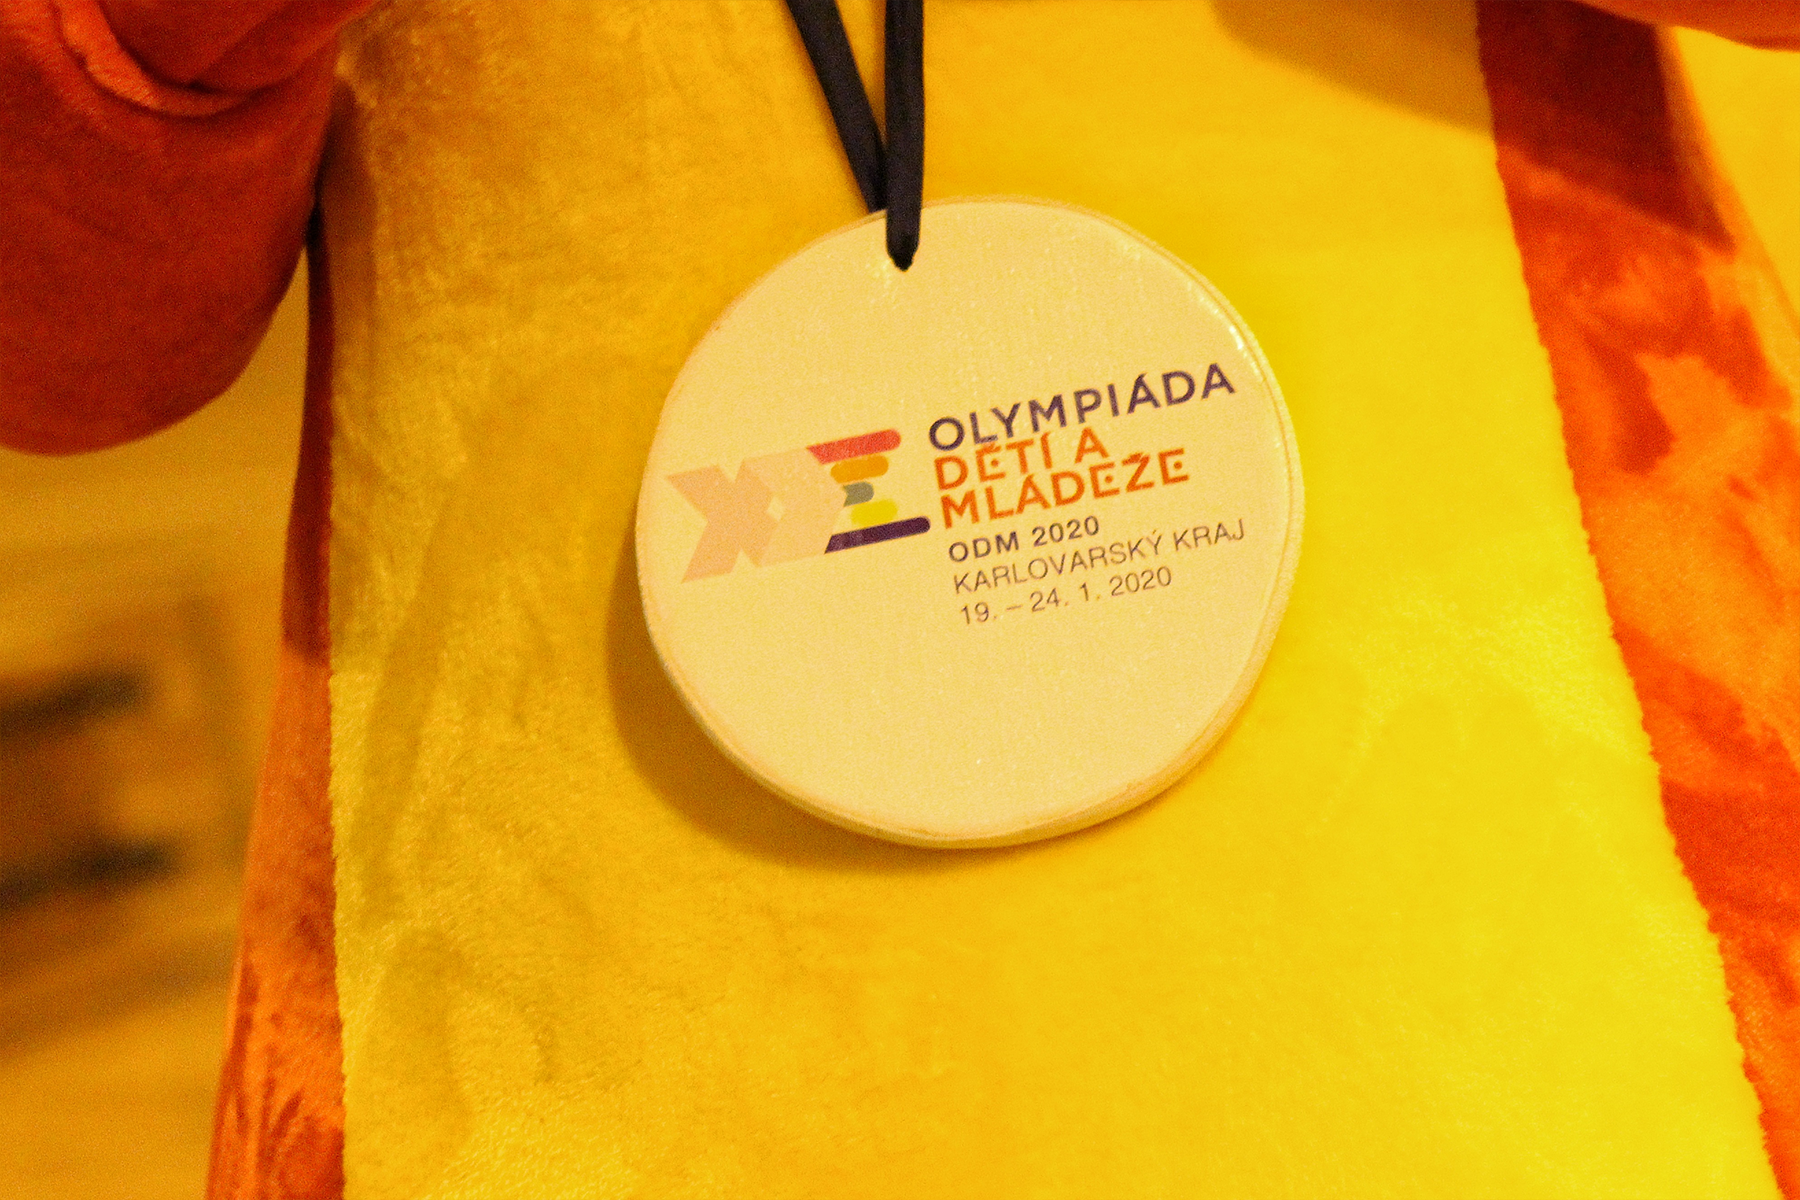 OLYMPIÁDA
DĚTÍ A
MLÁDEŽE
ODM 2020
KARLOVARSKÝ KRAJ
19. – 24. 1. 2020